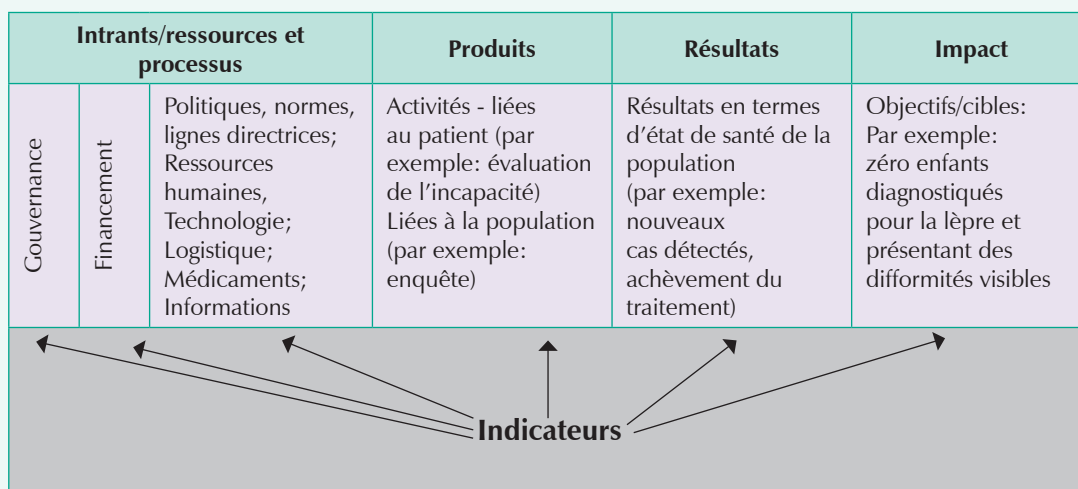 Intrants/ressources et
processus
Produits
Résultats
Impact
Gouvernance
Financement
Politiques, normes,
lignes directrices;
Ressources
humaines,
Technologie;
Logistique;
Médicaments;
Informations
Activités - liées
au patient (par
exemple: évaluation
de l’incapacité)
Liées à la population
(par exemple:
enquête)
Résultats en termes
d’état de santé de la
population
(par exemple:
nouveaux
cas détectés,
achèvement du
traitement)
Objectifs/cibles:
Par exemple:
zéro enfants
diagnostiqués
pour la lèpre et
présentant des
difformités visibles
Indicateurs